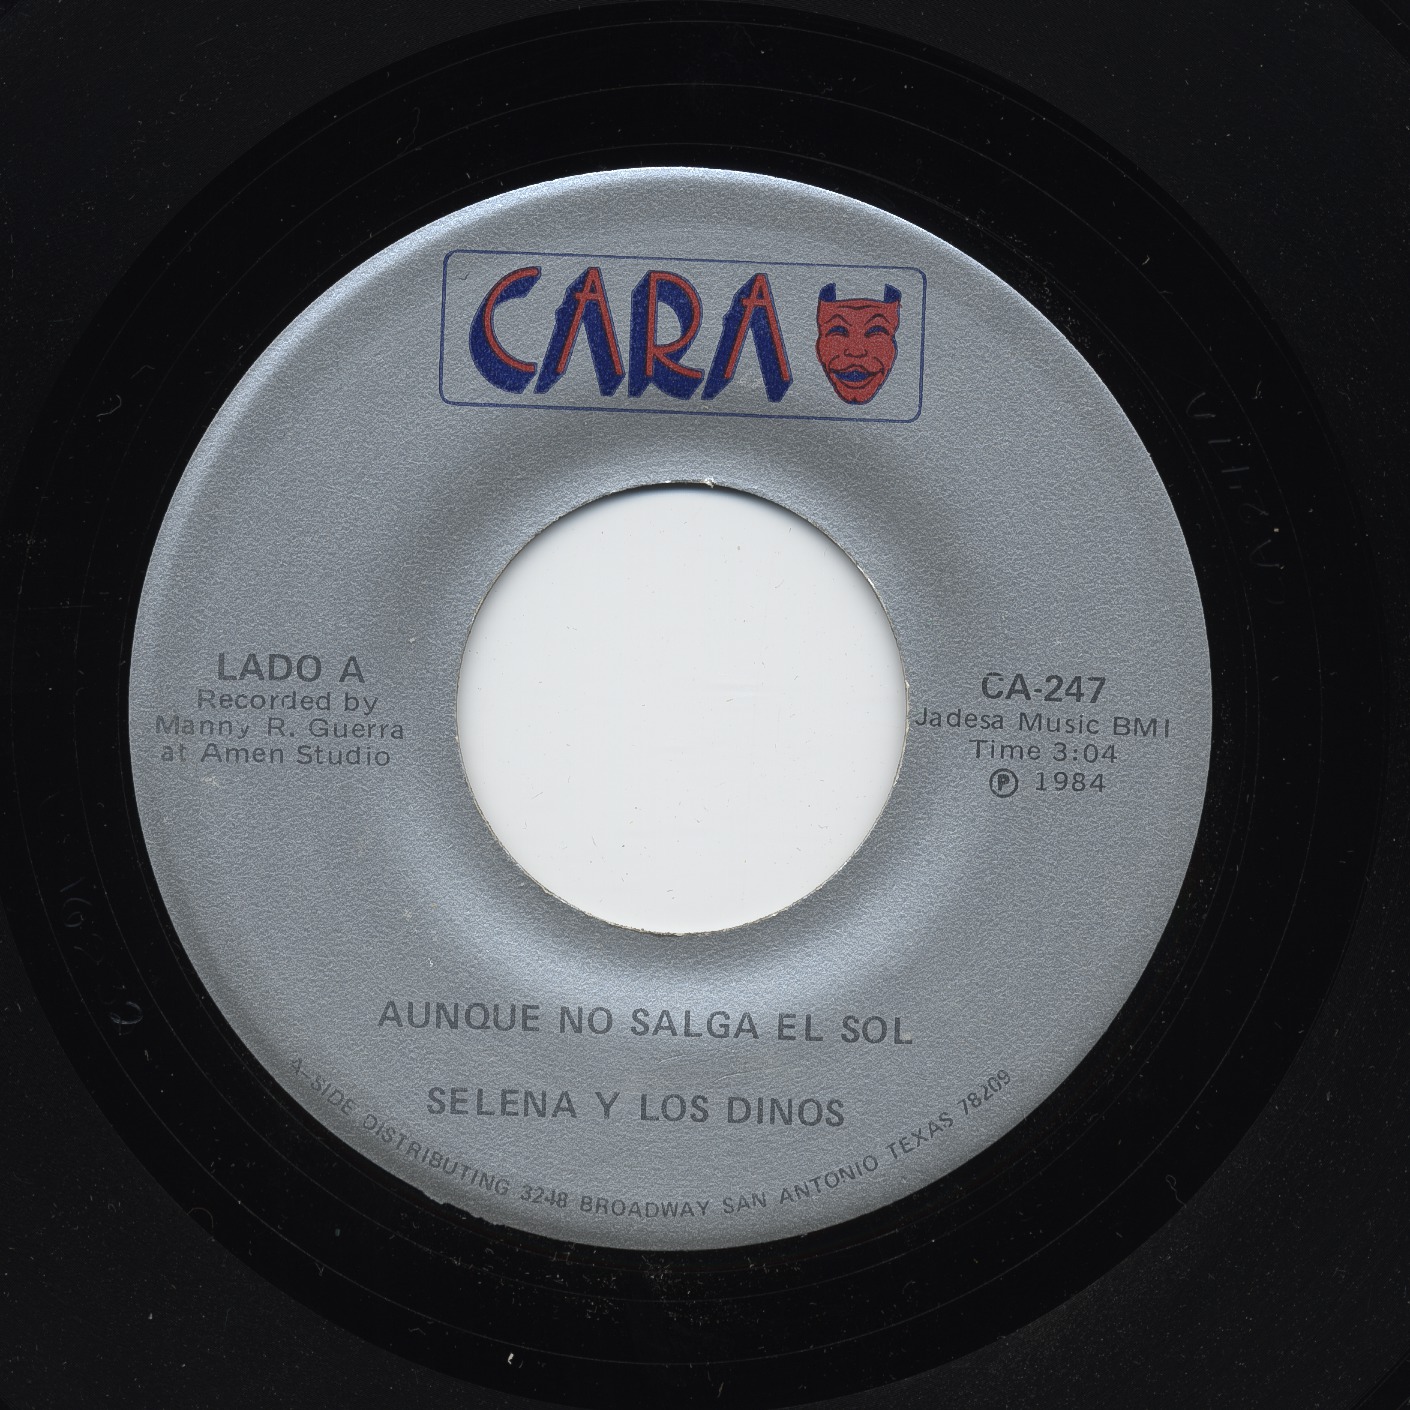 CARA
LADO A
Recorded by
Manny R. Guerra
at Amen Studio
CA-247
Jadesa Music BMI
Time 3:04
Ⓟ 1984
AUNQUE NO SALGA EL SOL
SELENA Y LOS DINOS
A-SIDE DISTRIBUTING 3248 BROADWAY SAN ANTONIO TEXAS 78209